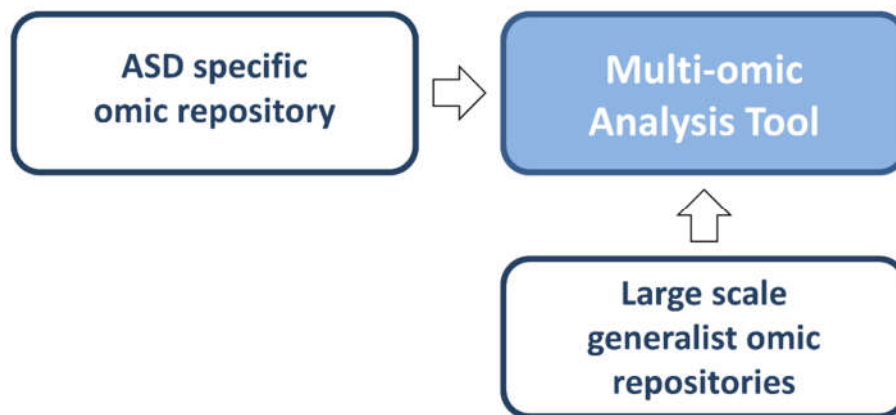 ASD specific
omic repository
Multi-omic
Analysis Tool
Large scale
generalist omic
repositories